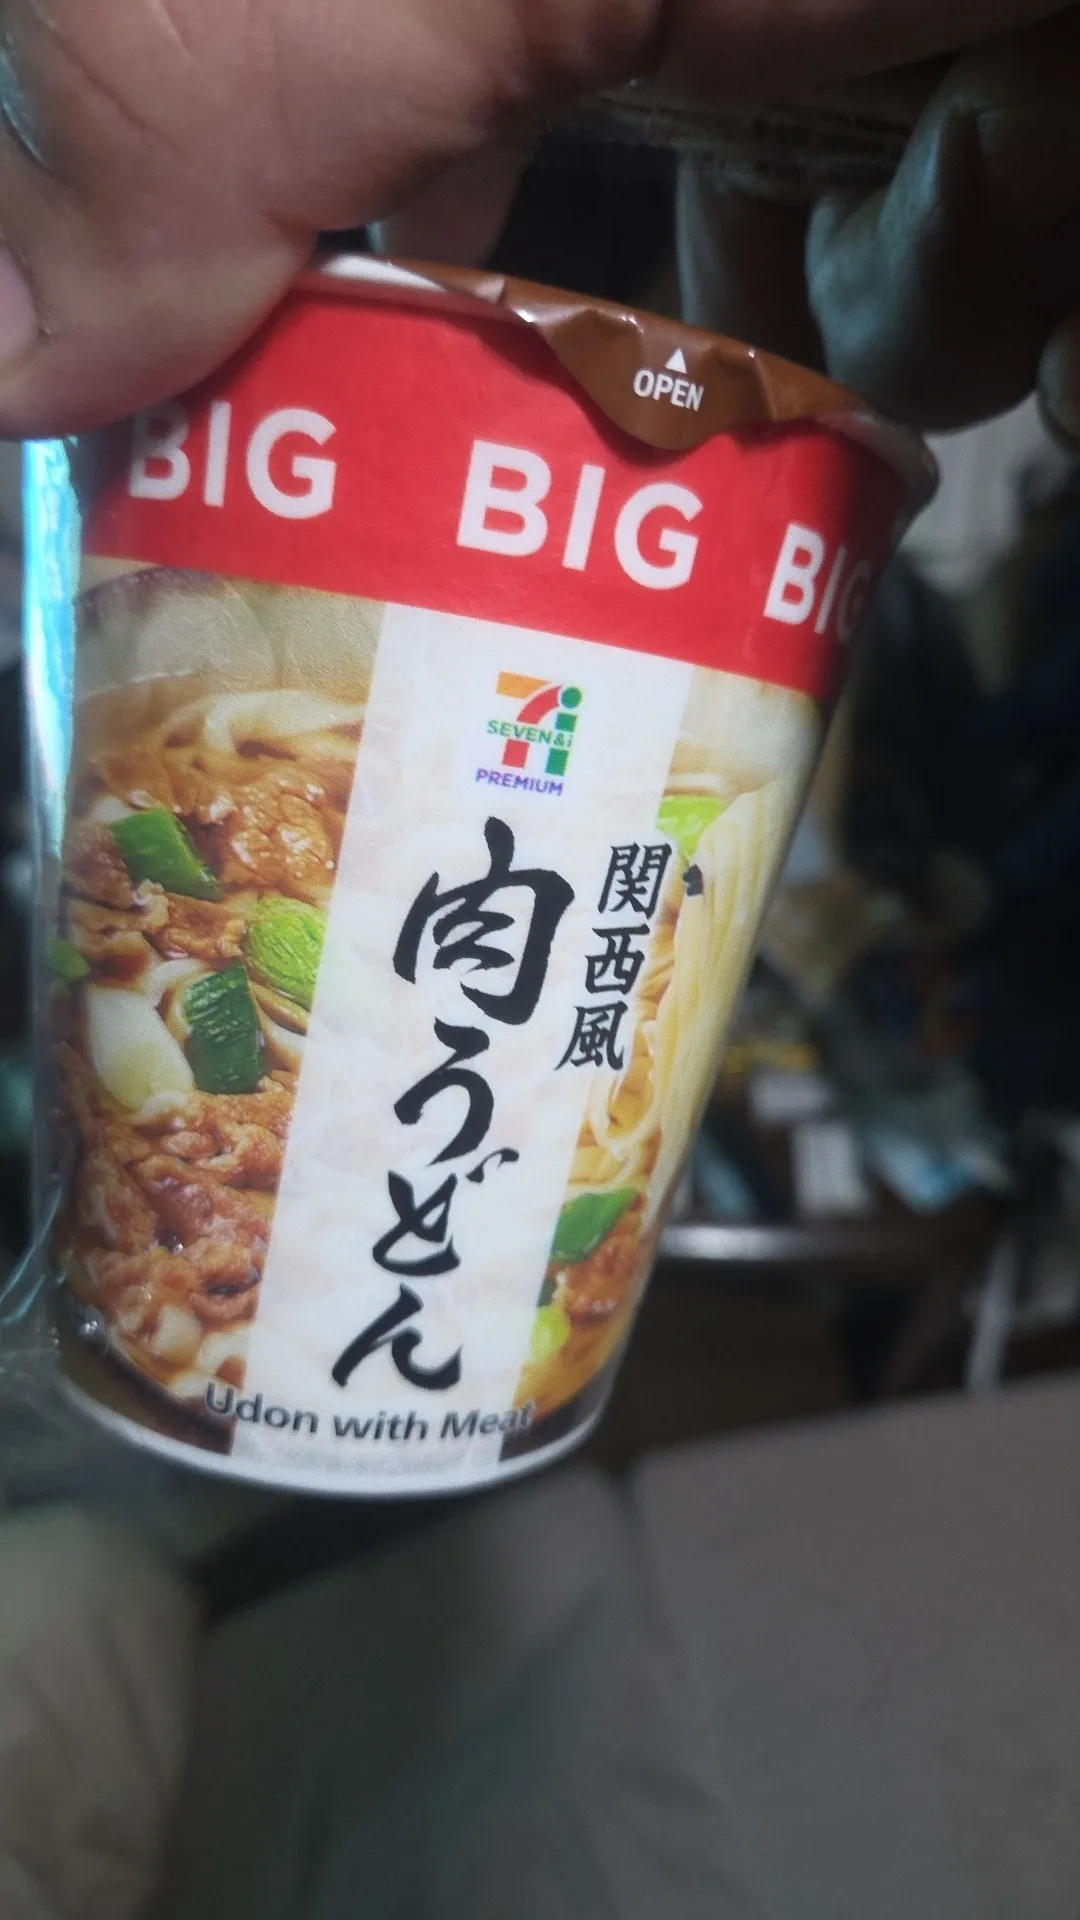 OPEN
BIG BIG BIG
SEVEN&i
PREMIUM
関西風
肉うどん
Udon with Meat